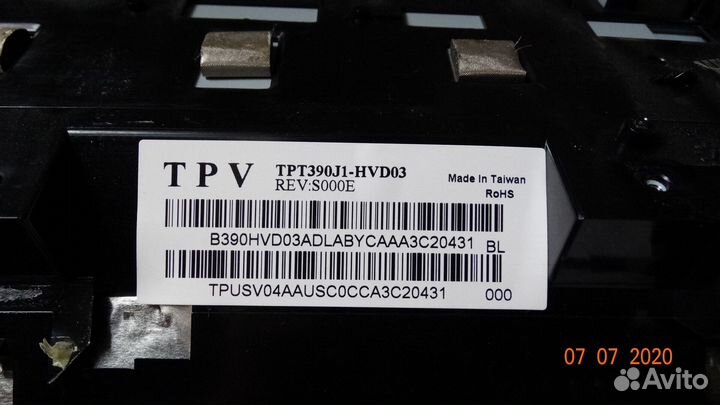 TPV TPT390J1-HVD03
REV:S000E
Made In Taiwan
RoHS
B390HVD03ADLABYCAAA3C20431 BL
TPUSV04AAUSC0CCA3C20431 000
07 07 2020
Avito